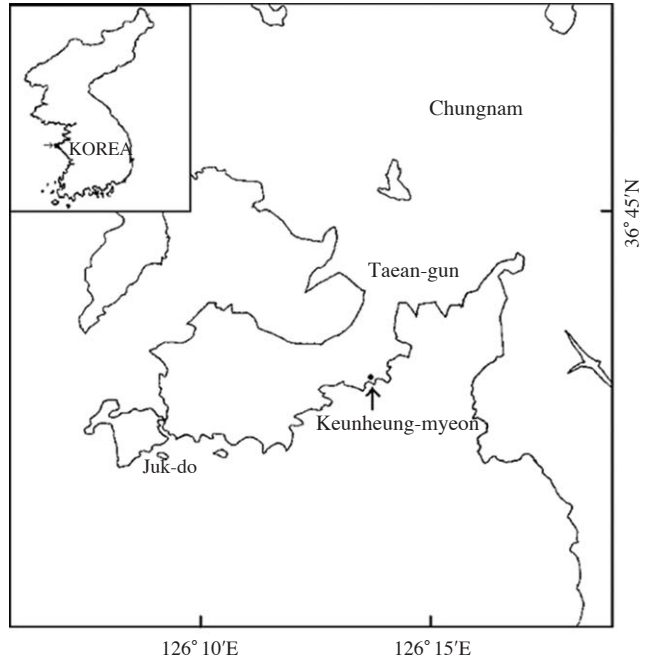 Chungnam
KOREA
36°45′N
Taean-gun
Keunheung-myeon
Juk-do
126°10′E
126°15′E